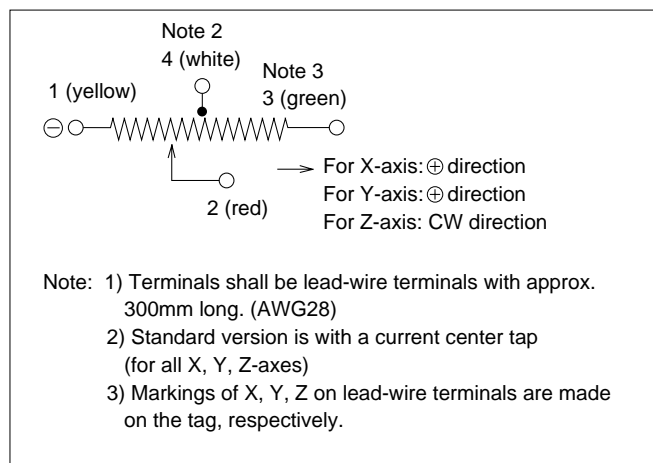 Note 2
4 (white)
Note 3
1 (yellow)
3 (green)
⊖
For X-axis: ⊕ direction
For Y-axis: ⊕ direction
2 (red)
For Z-axis: CW direction
Note: 1) Terminals shall be lead-wire terminals with approx.
300mm long. (AWG28)
2) Standard version is with a current center tap
(for all X, Y, Z-axes)
3) Markings of X, Y, Z on lead-wire terminals are made
on the tag, respectively.